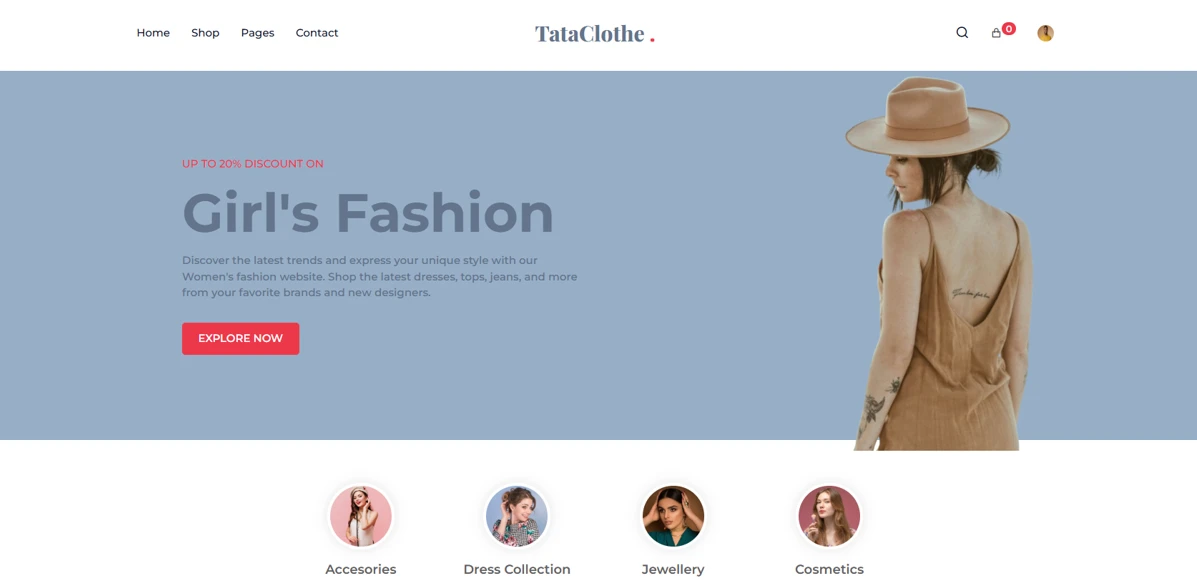 Home Shop Pages Contact
TataClothe .
0
UP TO 20% DISCOUNT ON
Girl's Fashion
Discover the latest trends and express your unique style with our
Women's fashion website. Shop the latest dresses, tops, jeans, and more
from your favorite brands and new designers.
EXPLORE NOW
Accesories
Dress Collection
Jewellery
Cosmetics